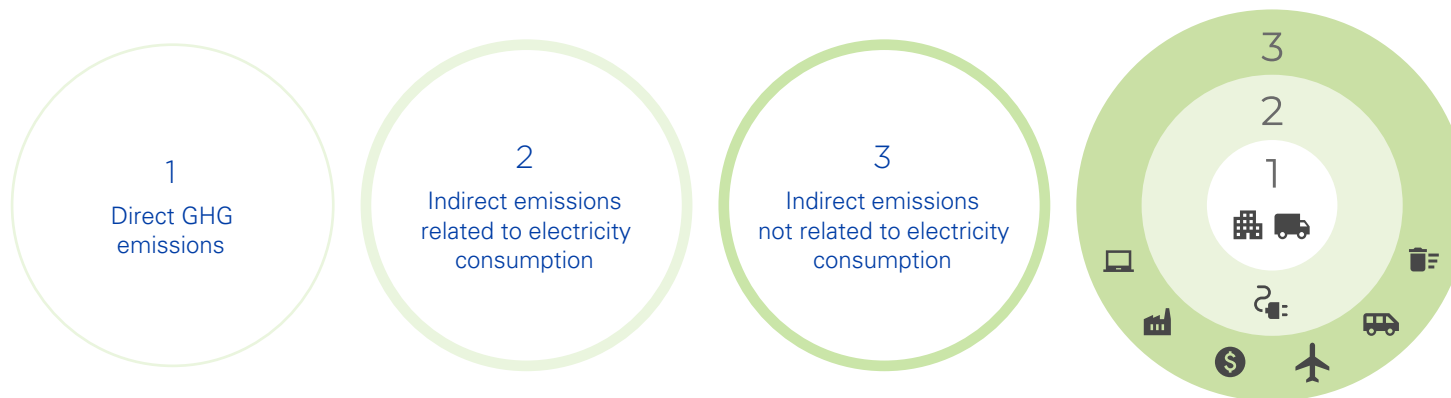 1
Direct GHG
emissions
2
Indirect emissions
related to electricity
consumption
3
Indirect emissions
not related to electricity
consumption
3
2
1
$